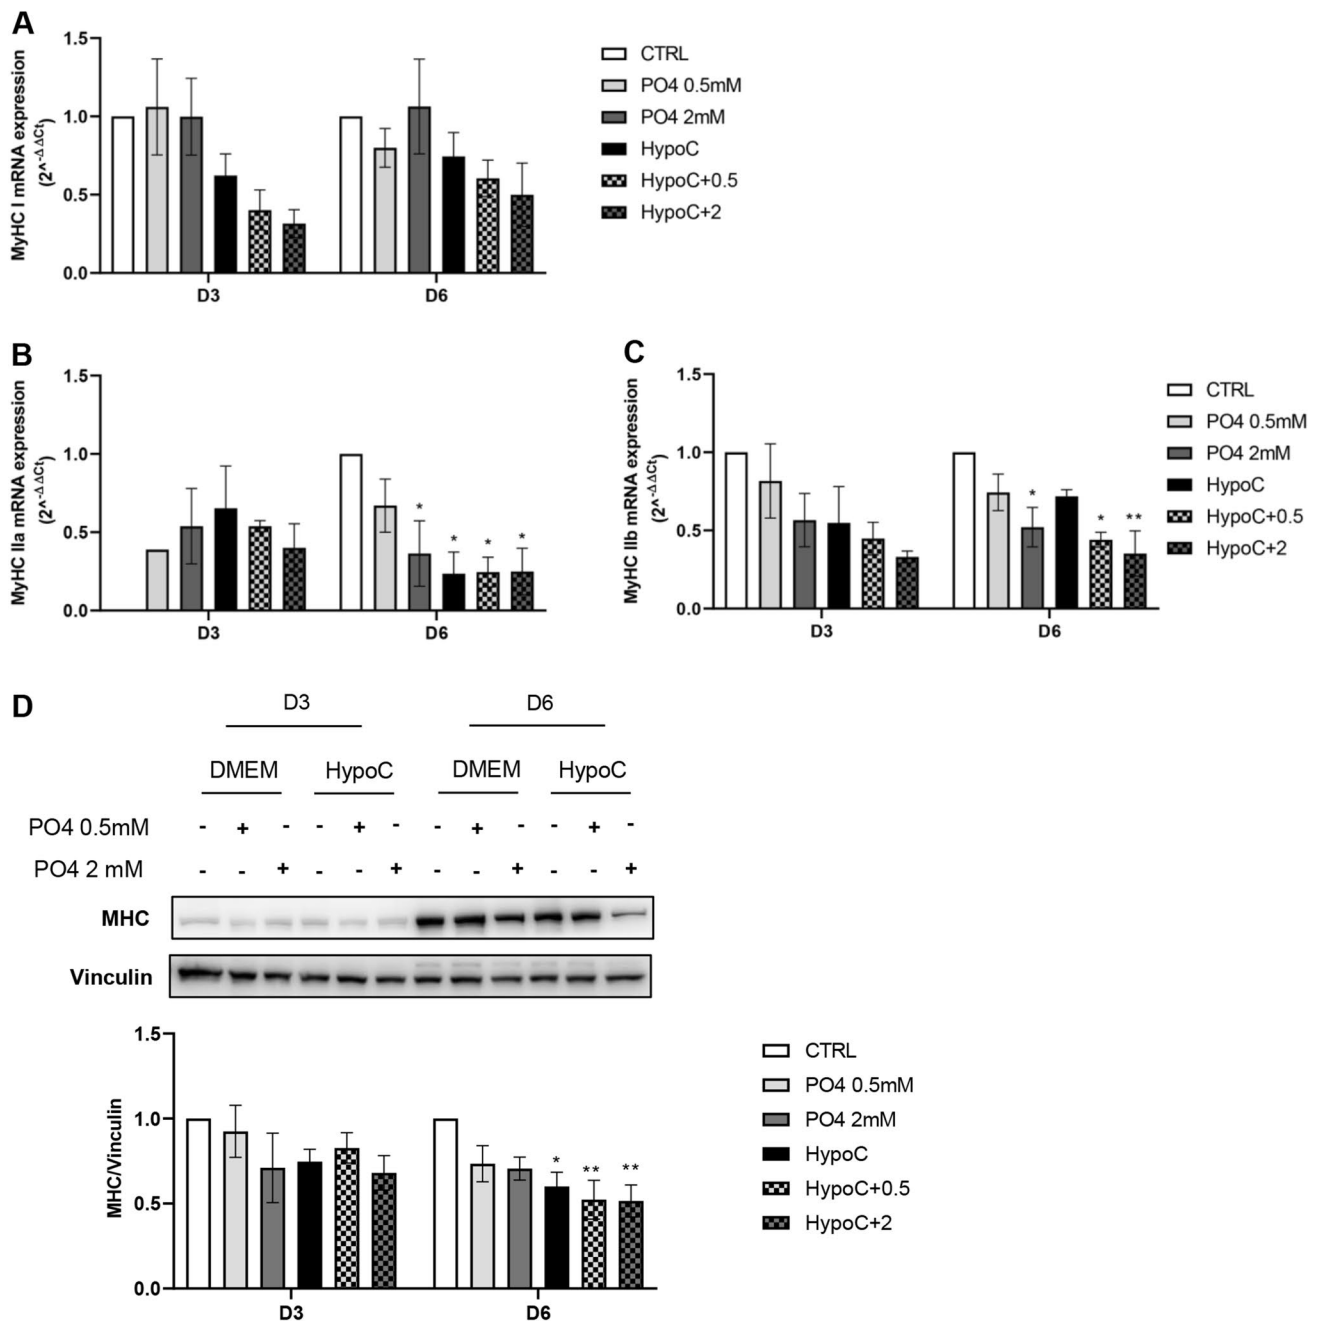 A
MyHC I mRNA expression
(2^-ΔΔCt)
1.5
1.0
0.5
0.0
D3
D6
CTRL
PO4 0.5mM
PO4 2mM
HypoC
HypoC+0.5
HypoC+2
B
MyHC IIa mRNA expression
(2^-ΔΔCt)
1.5
1.0
0.5
0.0
* * * *
D3
D6
C
MyHC IIb mRNA expression
(2^-ΔΔCt)
1.5
1.0
0.5
0.0
* * **
D3
D6
CTRL
PO4 0.5mM
PO4 2mM
HypoC
HypoC+0.5
HypoC+2
D
D3 D6
DMEM HypoC DMEM HypoC
PO4 0.5mM - + - - + - - + - - + -
PO4 2 mM - - + - - + - - + - - +
MHC
Vinculin
MHC/Vinculin
1.5
1.0
0.5
0.0
* ** **
D3
D6
CTRL
PO4 0.5mM
PO4 2mM
HypoC
HypoC+0.5
HypoC+2